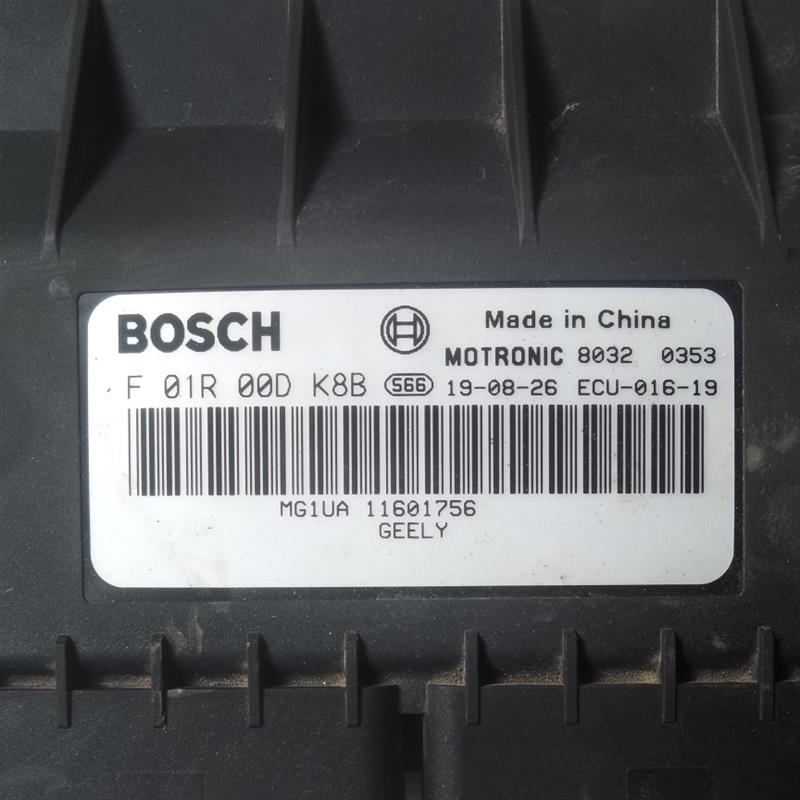 BOSCH
Made in China
MOTRONIC 8032 0353
F 01R 00D K8B 566 19-08-26 ECU-016-19
MG1UA 11601756
GEELY